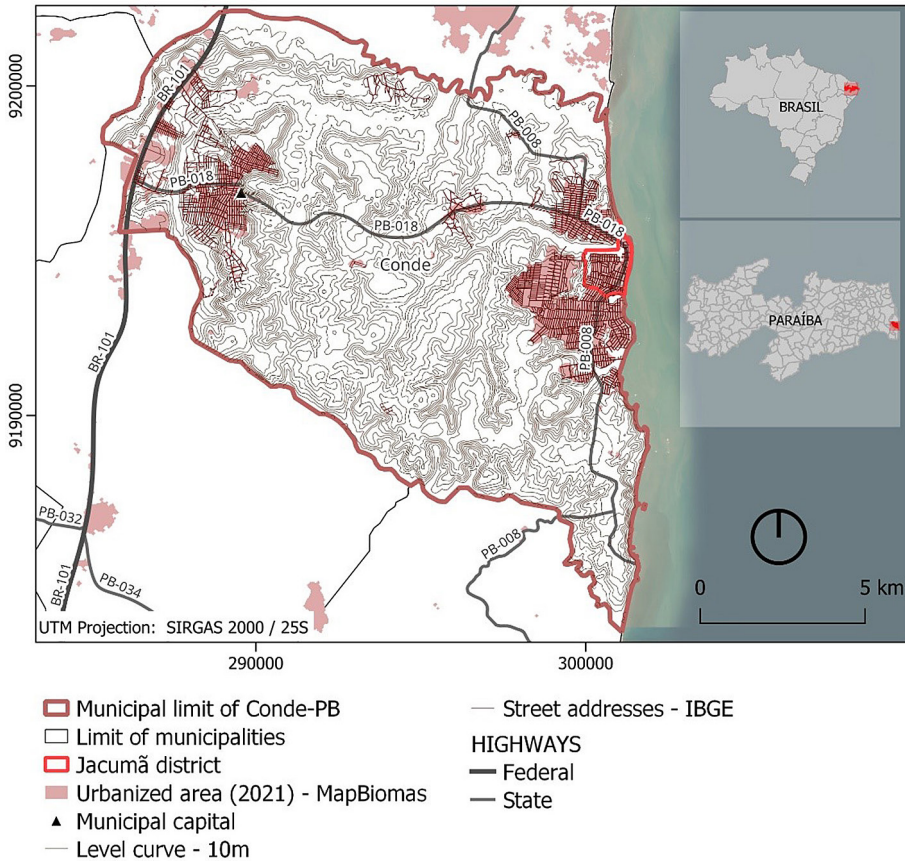 9200000
BR-101
PB-008
BRASIL
PB-018
PB-018
PB-018
Conde
PARAÍBA
BR-101
PB-008
9190000
PB-032
PB-008
BR-101
PB-034
0 5 km
UTM Projection: SIRGAS 2000 / 25S
290000 300000
Municipal limit of Conde-PB
Limit of municipalities
Jacumã district
Urbanized area (2021) - MapBiomas
Municipal capital
Level curve - 10m
Street addresses - IBGE
HIGHWAYS
Federal
State